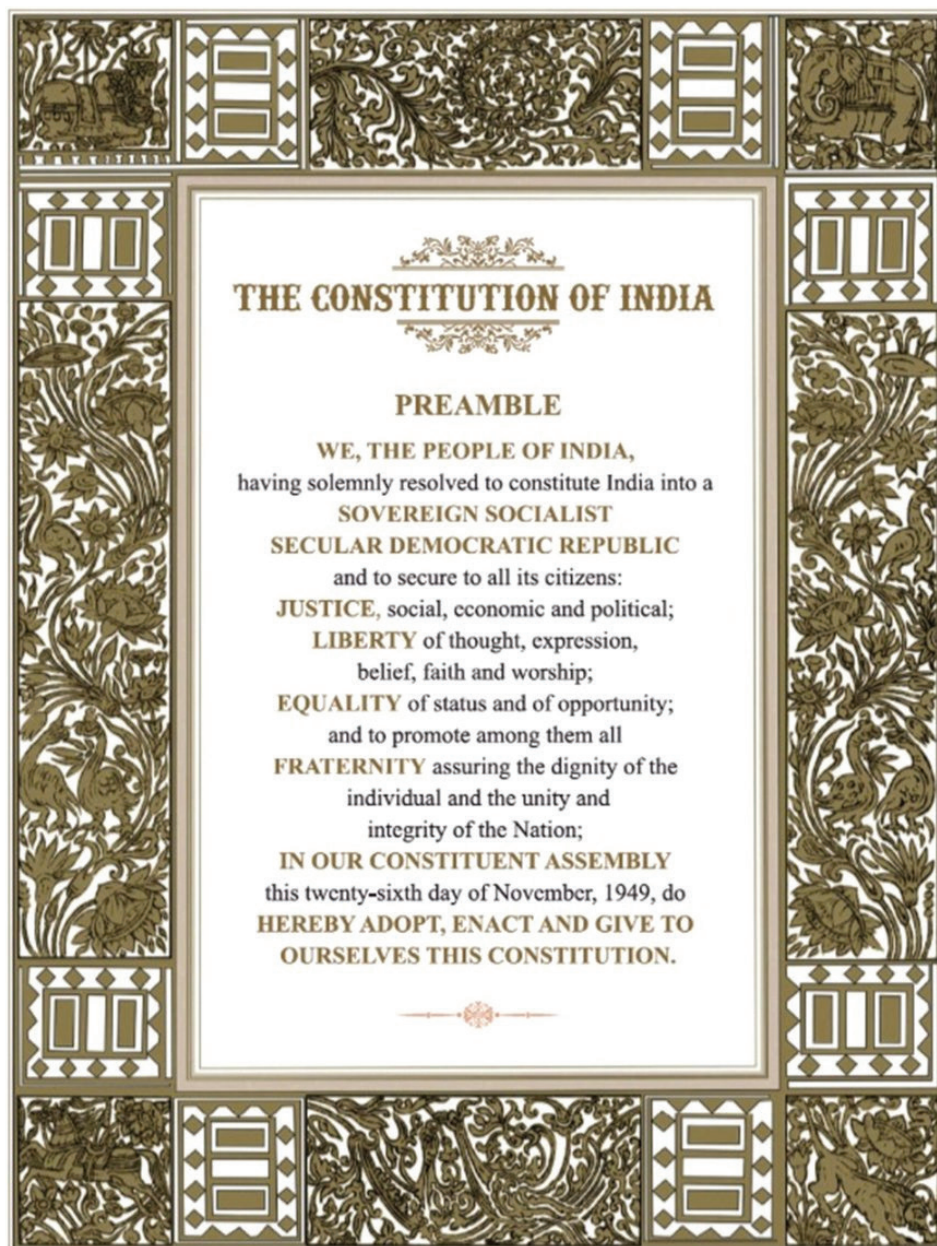 THE CONSTITUTION OF INDIA
PREAMBLE
WE, THE PEOPLE OF INDIA,
having solemnly resolved to constitute India into a
SOVEREIGN SOCIALIST
SECULAR DEMOCRATIC REPUBLIC
and to secure to all its citizens:
JUSTICE, social, economic and political;
LIBERTY of thought, expression,
belief, faith and worship;
EQUALITY of status and of opportunity;
and to promote among them all
FRATERNITY assuring the dignity of the
individual and the unity and
integrity of the Nation;
IN OUR CONSTITUENT ASSEMBLY
this twenty-sixth day of November, 1949, do
HEREBY ADOPT, ENACT AND GIVE TO
OURSELVES THIS CONSTITUTION.